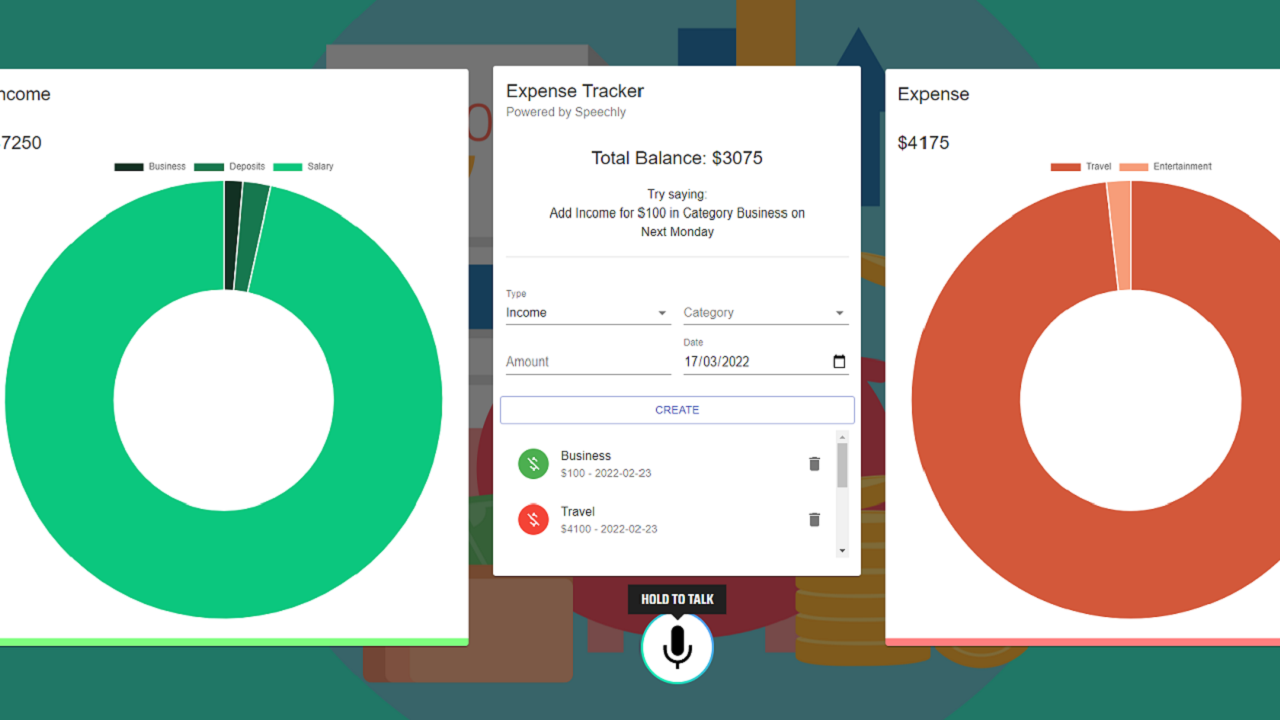 ncome
7250
Business Deposits Salary
Expense Tracker
Powered by Speechly
Total Balance: $3075
Try saying:
Add Income for $100 in Category Business on
Next Monday
Type
Income
Category
Amount
Date
17/03/2022
CREATE
Business
$100 - 2022-02-23
Travel
$4100 - 2022-02-23
HOLD TO TALK
Expense
$4175
Travel Entertainment